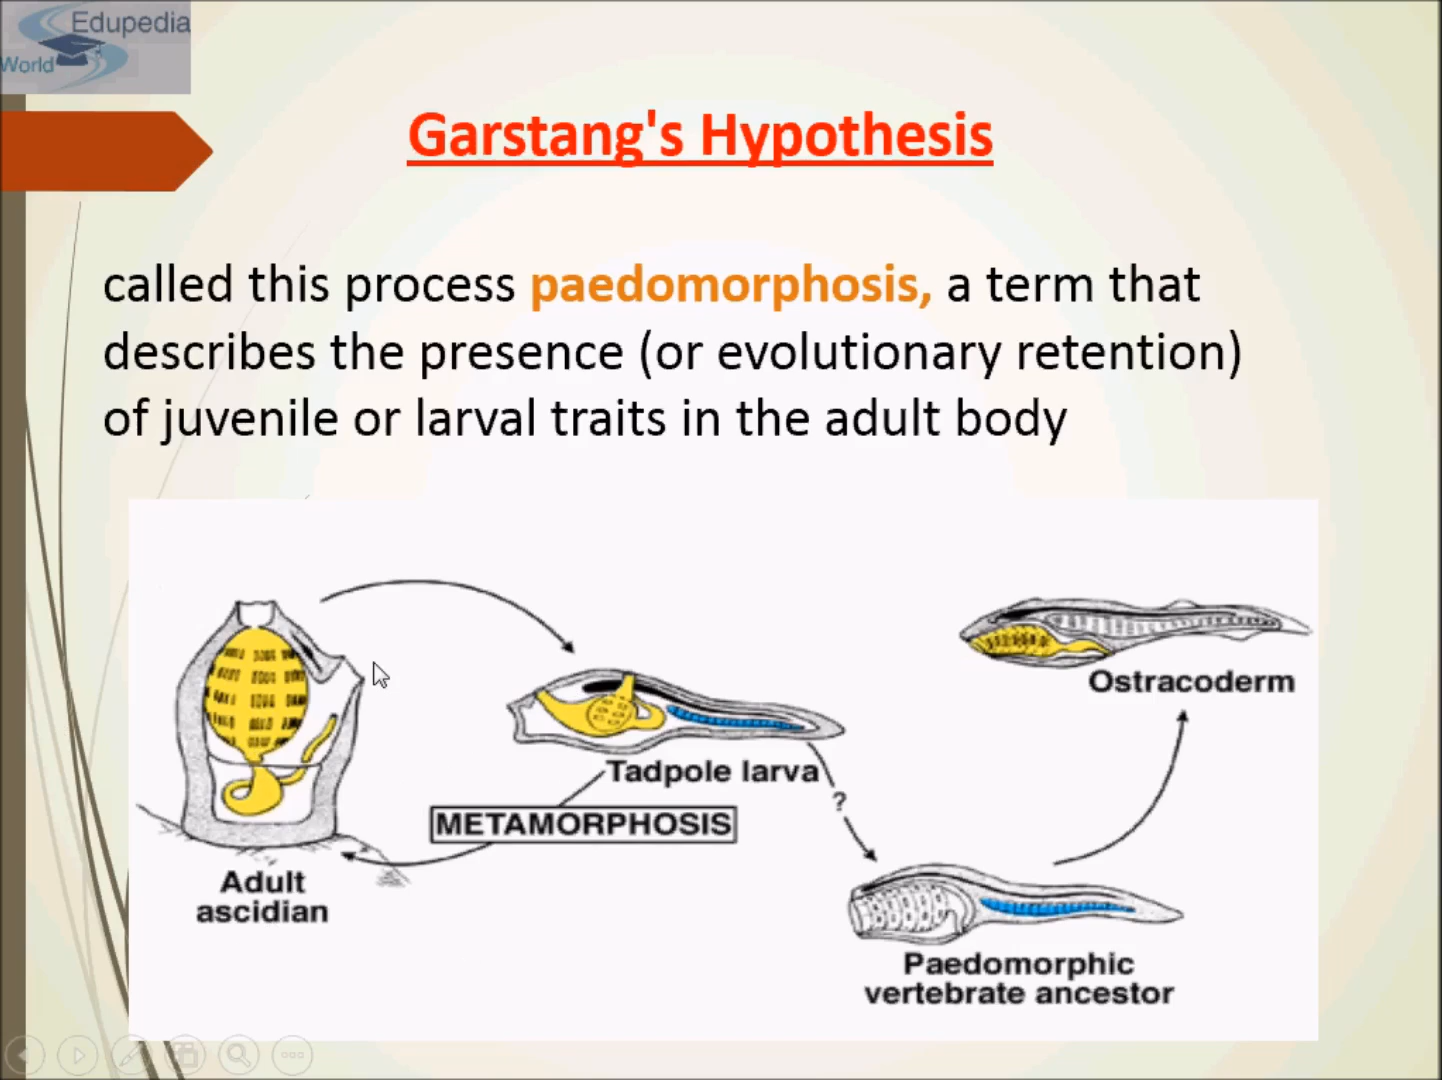 Edupedia
World
Garstang's Hypothesis
called this process paedomorphosis, a term that
describes the presence (or evolutionary retention)
of juvenile or larval traits in the adult body
Ostracoderm
Tadpole larva
?
METAMORPHOSIS
Adult
ascidian
Paedomorphic
vertebrate ancestor